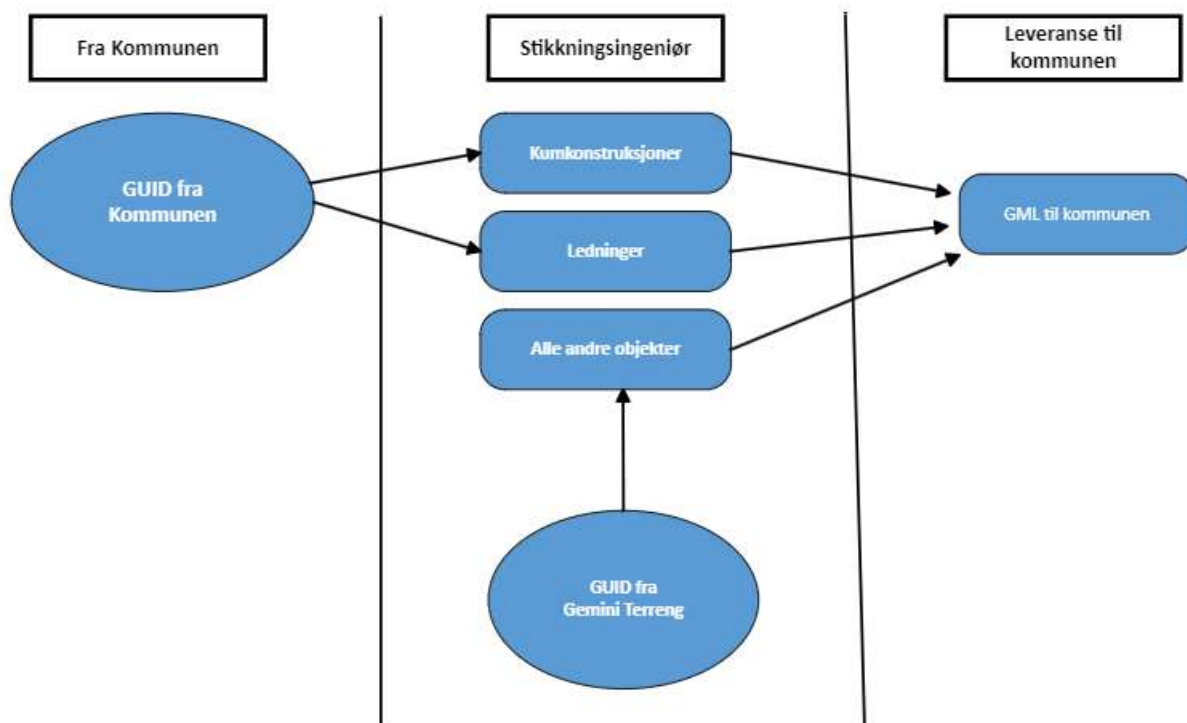 Fra Kommunen
Stikkningsingeniør
Leveranse til
kommunen
GUID fra
Kommunen
Kumkonstruksjoner
Ledninger
Alle andre objekter
GML til kommunen
GUID fra
Gemini Terreng